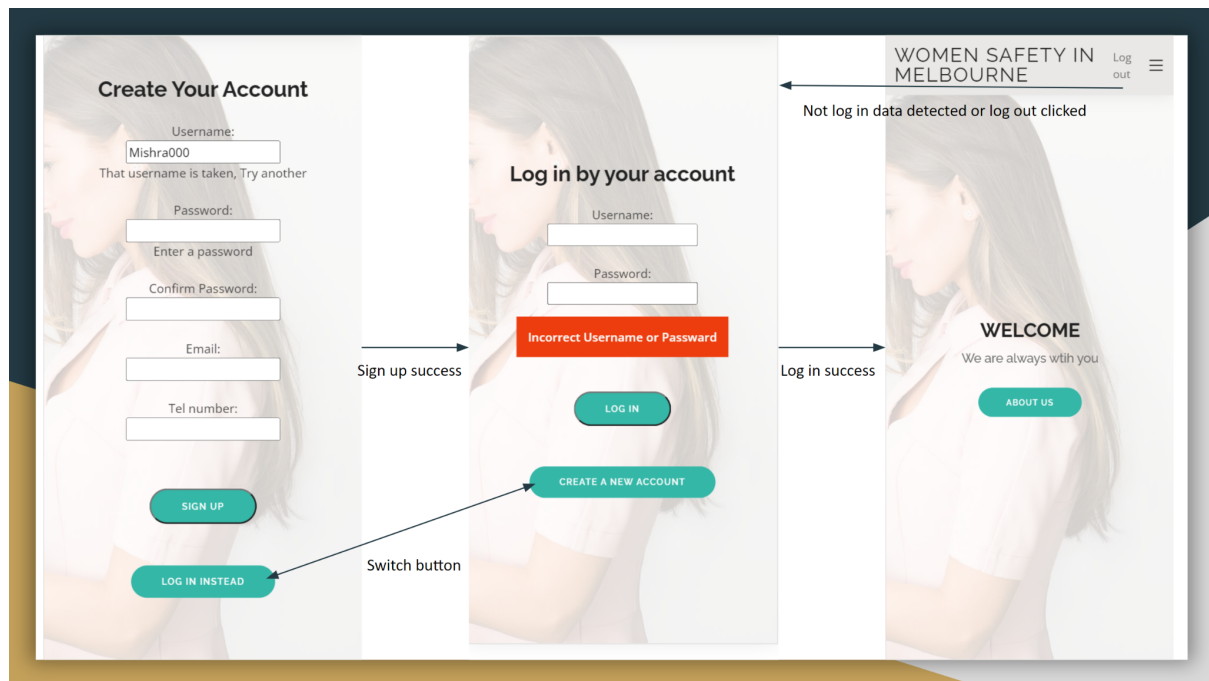 Create Your Account
Username:
Mishra000
That username is taken, Try another
Password:
Enter a password
Confirm Password:
Email:
Tel number:
SIGN UP
LOG IN INSTEAD
Sign up success
Switch button
Log in by your account
Username:
Password:
Incorrect Username or Passward
LOG IN
CREATE A NEW ACCOUNT
Log in success
WOMEN SAFETY IN
MELBOURNE
Log
out
Not log in data detected or log out clicked
WELCOME
We are always wtih you
ABOUT US